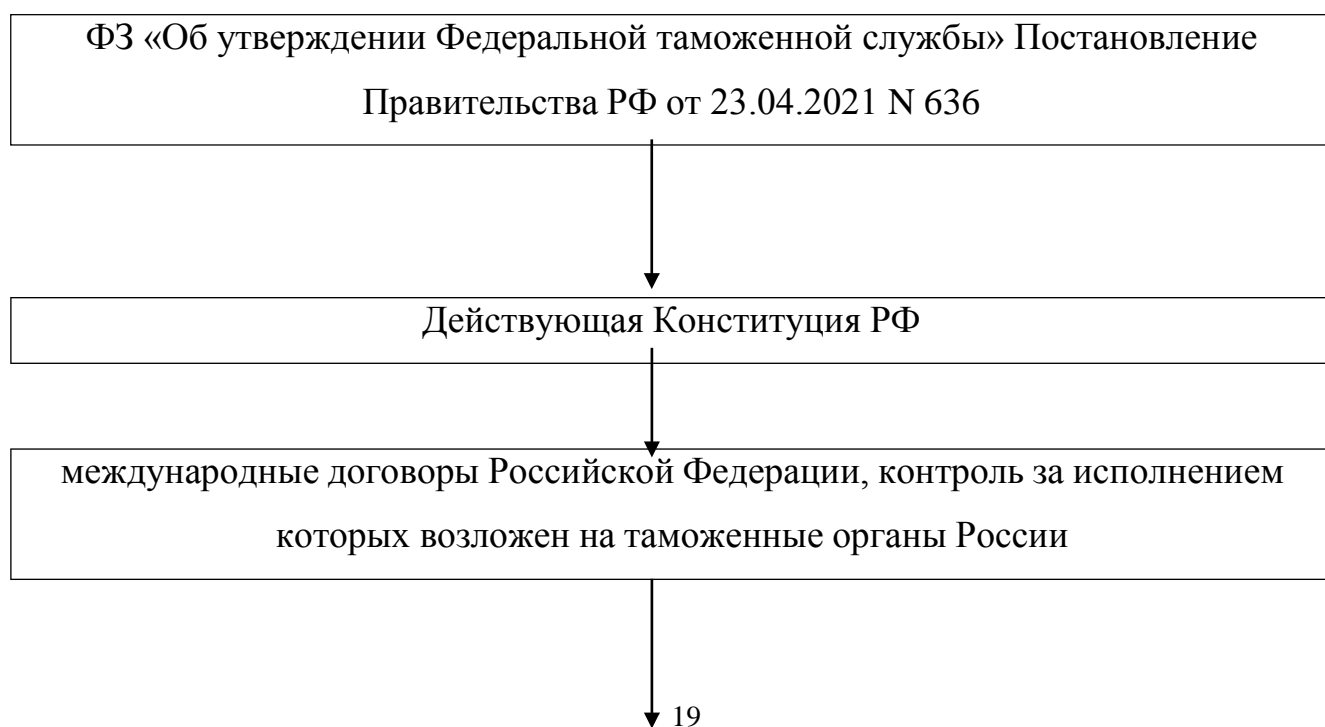 ФЗ «Об утверждении Федеральной таможенной службы» Постановление
Правительства РФ от 23.04.2021 N 636
Действующая Конституция РФ
международные договоры Российской Федерации, контроль за исполнением
которых возложен на таможенные органы России
19